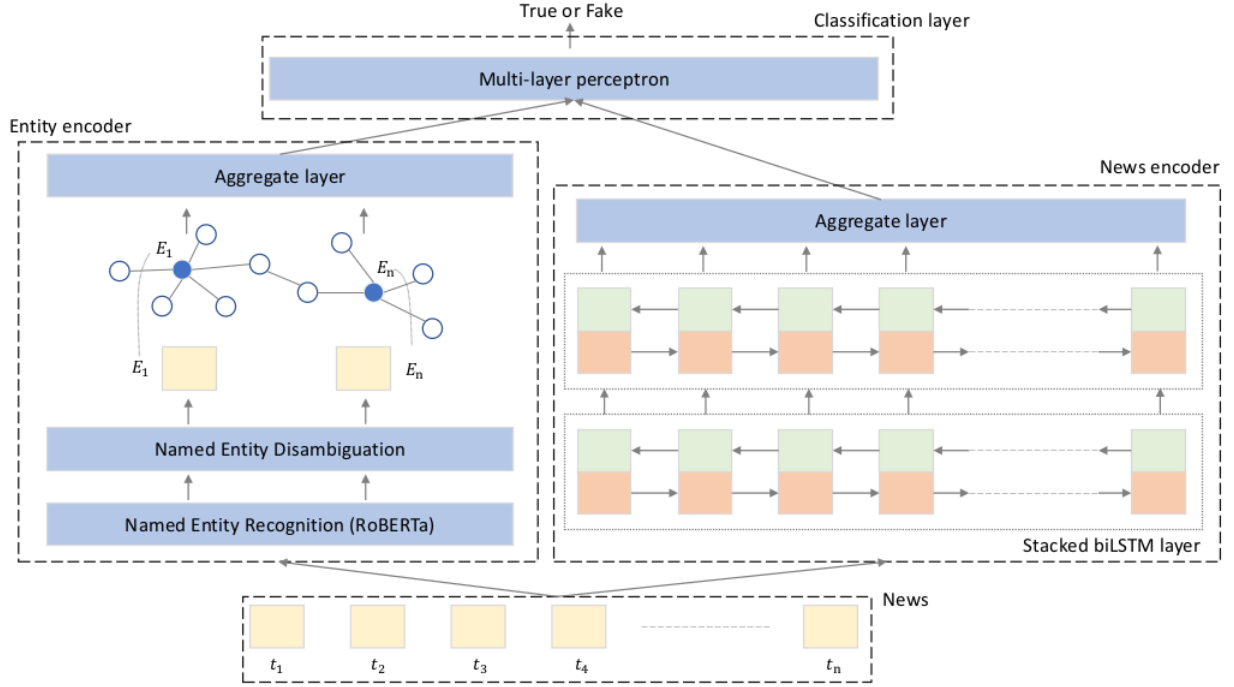 True or Fake
Classification layer
Multi-layer perceptron
Entity encoder
Aggregate layer
E₁
Eₙ
E₁
Eₙ
Named Entity Disambiguation
Named Entity Recognition (RoBERTa)
News encoder
Aggregate layer
Stacked biLSTM layer
News
t₁ t₂ t₃ t₄ tₙ